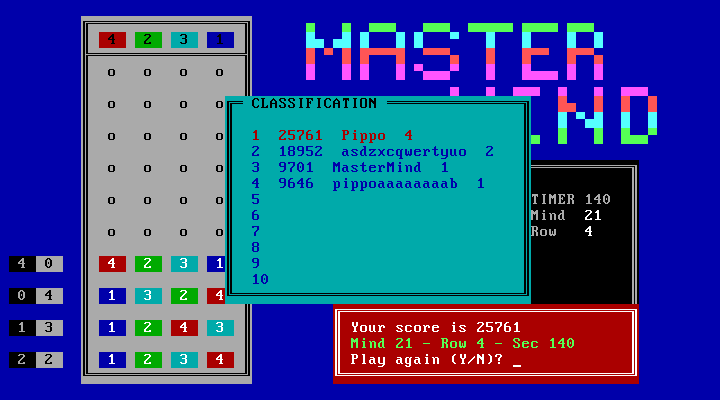 MASTER
MIND
4 2 3 1
o o o o
o o o o
o o o o
o o o o
o o o o
o o o o
4 0 4 2 3 1
0 4 1 3 2 4
1 3 1 2 4 3
2 2 1 2 3 4
CLASSIFICATION
1 25761 Pippo 4
2 18952 asdzxcqwertyuo 2
3 9701 MasterMind 1
4 9646 pippoaaaaaaaab 1
5
6
7
8
9
10
TIMER 140
Mind 21
Row 4
Your score is 25761
Mind 21 - Row 4 - Sec 140
Play again (Y/N)? _